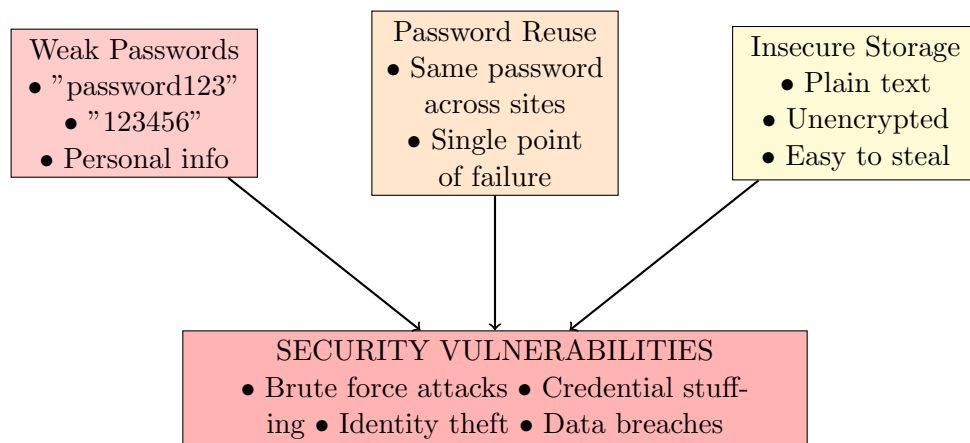 Weak Passwords
• ”password123”
• ”123456”
• Personal info
Password Reuse
• Same password
across sites
• Single point
of failure
Insecure Storage
• Plain text
• Unencrypted
• Easy to steal
SECURITY VULNERABILITIES
• Brute force attacks • Credential stuff-
ing • Identity theft • Data breaches